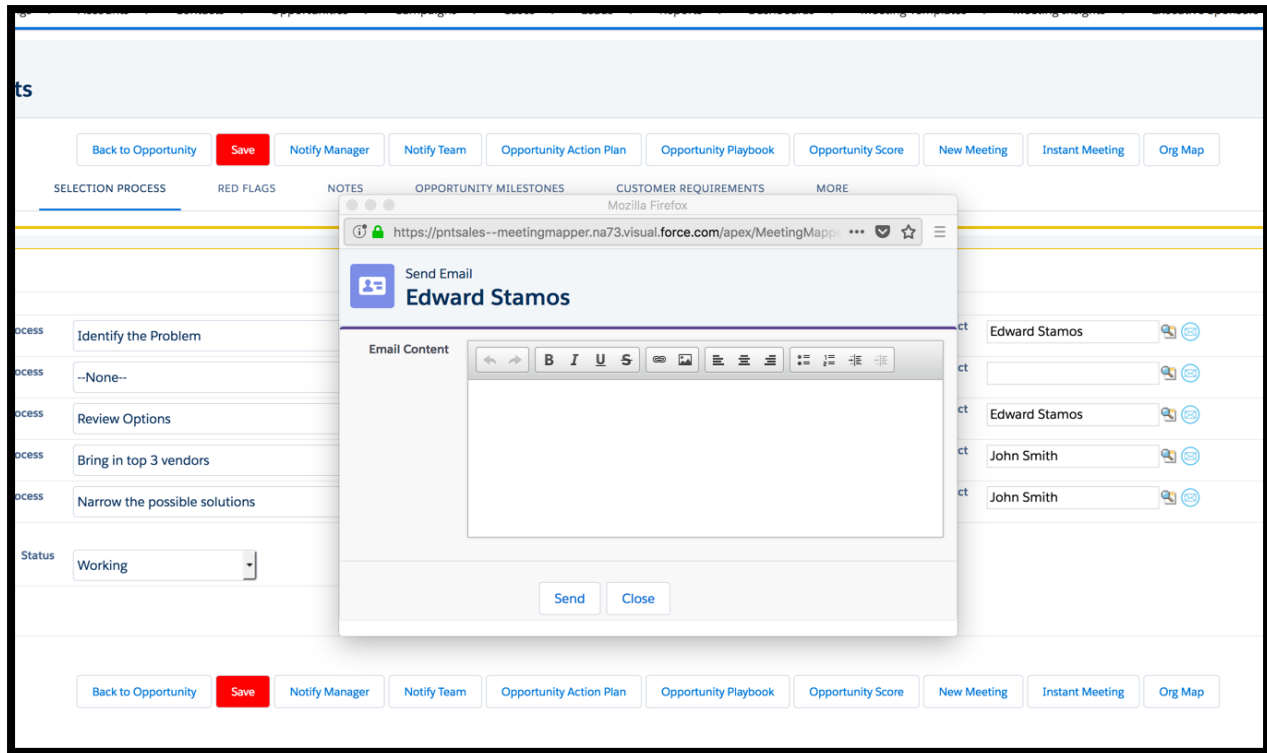 ts
Back to Opportunity Save Notify Manager Notify Team Opportunity Action Plan Opportunity Playbook Opportunity Score New Meeting Instant Meeting Org Map
SELECTION PROCESS RED FLAGS NOTES OPPORTUNITY MILESTONES CUSTOMER REQUIREMENTS MORE
Mozilla Firefox
https://pntsales--meetingmapper.na73.visual.force.com/apex/MeetingMappe
Send Email
Edward Stamos
Email Content B I U S
ocess Identify the Problem ct Edward Stamos
ocess --None-- ct
ocess Review Options ct Edward Stamos
ocess Bring in top 3 vendors ct John Smith
ocess Narrow the possible solutions ct John Smith
Status Working
Send Close
Back to Opportunity Save Notify Manager Notify Team Opportunity Action Plan Opportunity Playbook Opportunity Score New Meeting Instant Meeting Org Map